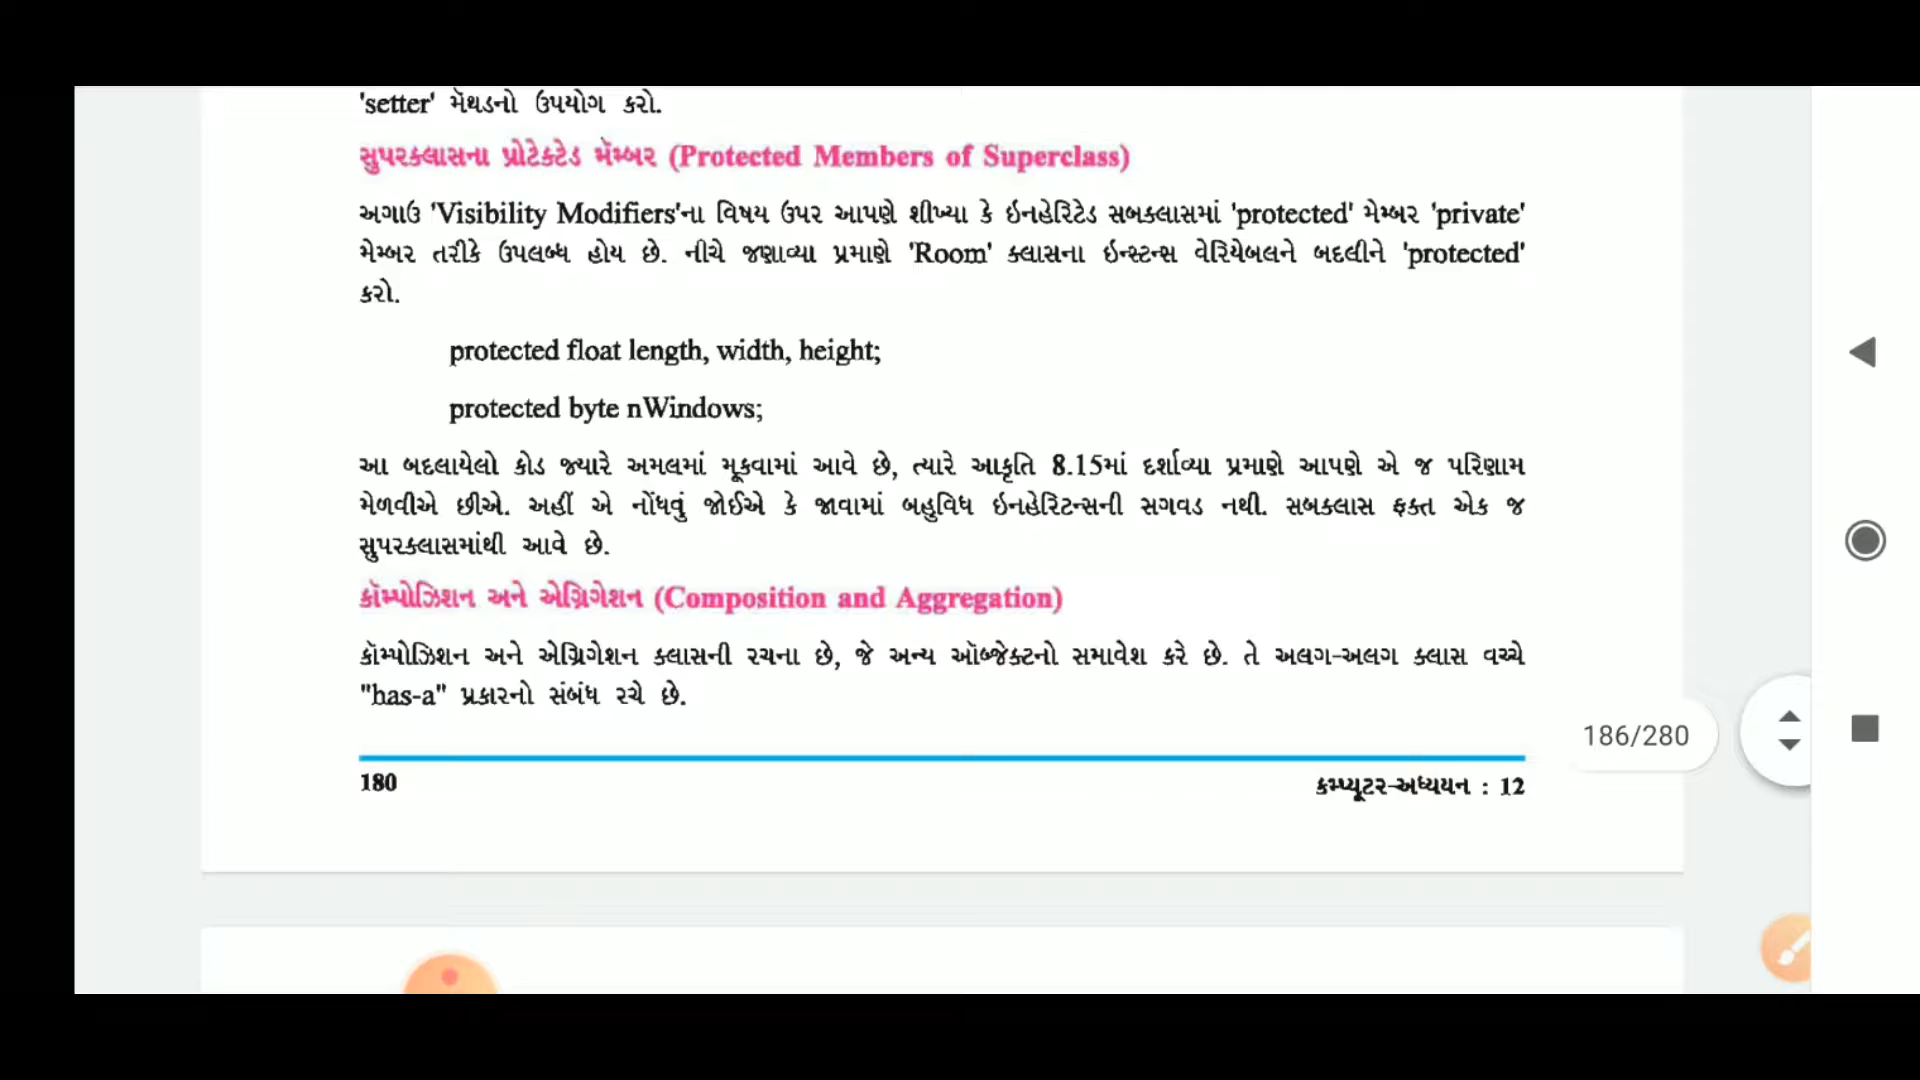 'setter' મૅથડનો ઉપયોગ કરો.
સુપરક્લાસના પ્રોટેક્ટેડ મૅમ્બર (Protected Members of Superclass)
અગાઉ 'Visibility Modifiers'ના વિષય ઉપર આપણે શીખ્યા કે ઇનહેરિટેડ સબક્લાસમાં 'protected' મેમ્બર 'private'
મેમ્બર તરીકે ઉપલબ્ધ હોય છે. નીચે જણાવ્યા પ્રમાણે 'Room' ક્લાસના ઇન્સ્ટન્સ વેરિયેબલને બદલીને 'protected'
કરો.
protected float length, width, height;
protected byte nWindows;
આ બદલાયેલો કોડ જ્યારે અમલમાં મૂકવામાં આવે છે, ત્યારે આકૃતિ 8.15માં દર્શાવ્યા પ્રમાણે આપણે એ જ પરિણામ
મેળવીએ છીએ. અહીં એ નોંધવું જોઈએ કે જાવામાં બહુવિધ ઇનહેરિટન્સની સગવડ નથી. સબક્લાસ ફક્ત એક જ
સુપરક્લાસમાંથી આવે છે.
કૉમ્પોઝિશન અને એગ્રિગેશન (Composition and Aggregation)
કૉમ્પોઝિશન અને એગ્રિગેશન ક્લાસની રચના છે, જે અન્ય ઑબ્જેક્ટનો સમાવેશ કરે છે. તે અલગ-અલગ ક્લાસ વચ્ચે
"has-a" પ્રકારનો સંબંધ રચે છે.
186/280
180
કમ્પ્યૂટર-અધ્યયન : 12